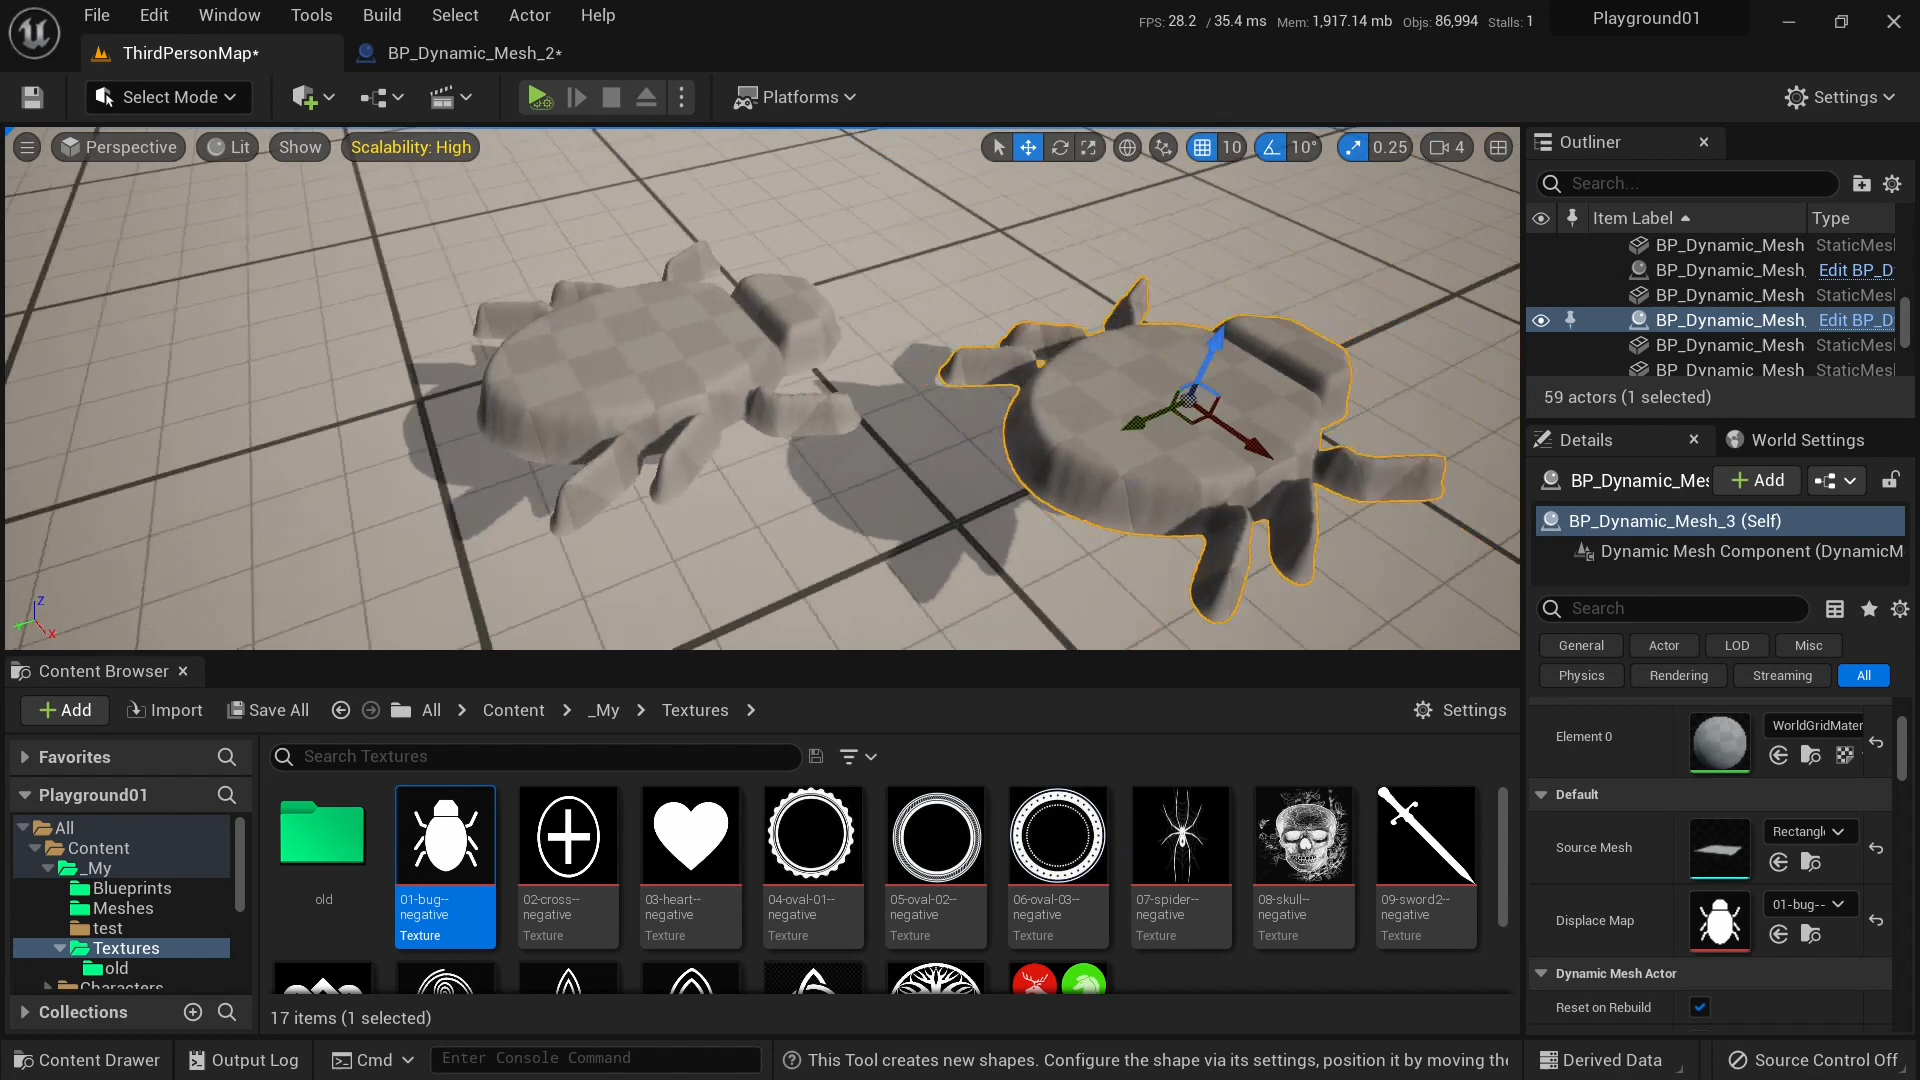 File Edit Window Tools Build Select Actor Help
FPS: 28.2 / 35.4 ms Mem: 1,917.14 mb Objs: 86,994 Stalls: 1
Playground01
ThirdPersonMap*
BP_Dynamic_Mesh_2*
Select Mode
Platforms
Settings
Perspective
Lit
Show
Scalability: High
10
10°
0.25
4
Z
X
Outliner
Search...
Item Label
Type
BP_Dynamic_Mesh StaticMesl
BP_Dynamic_Mesh, Edit BP_D
BP_Dynamic_Mesh StaticMesl
BP_Dynamic_Mesh, Edit BP_D
BP_Dynamic_Mesh StaticMesl
BP_Dynamic_Mesh StaticMesl
59 actors (1 selected)
Details
World Settings
BP_Dynamic_Mes
Add
BP_Dynamic_Mesh_3 (Self)
Dynamic Mesh Component (DynamicM
Search
General Actor LOD Misc
Physics Rendering Streaming All
Element 0
WorldGridMater
Default
Source Mesh
Rectangl
Displace Map
01-bug--
Dynamic Mesh Actor
Reset on Rebuild
Content Browser
Add
Import
Save All
All > Content > _My > Textures >
Settings
Favorites
Playground01
All
Content
_My
Blueprints
Meshes
test
Textures
old
Characters
Collections
Search Textures
old
01-bug--
negative
Texture
02-cross--
negative
Texture
03-heart--
negative
Texture
04-oval-01--
negative
Texture
05-oval-02--
negative
Texture
06-oval-03--
negative
Texture
07-spider--
negative
Texture
08-skull--
negative
Texture
09-sword2--
negative
Texture
17 items (1 selected)
Content Drawer
Output Log
Cmd
Enter Console Command
This Tool creates new shapes. Configure the shape via its settings, position it by moving the
Derived Data
Source Control Off